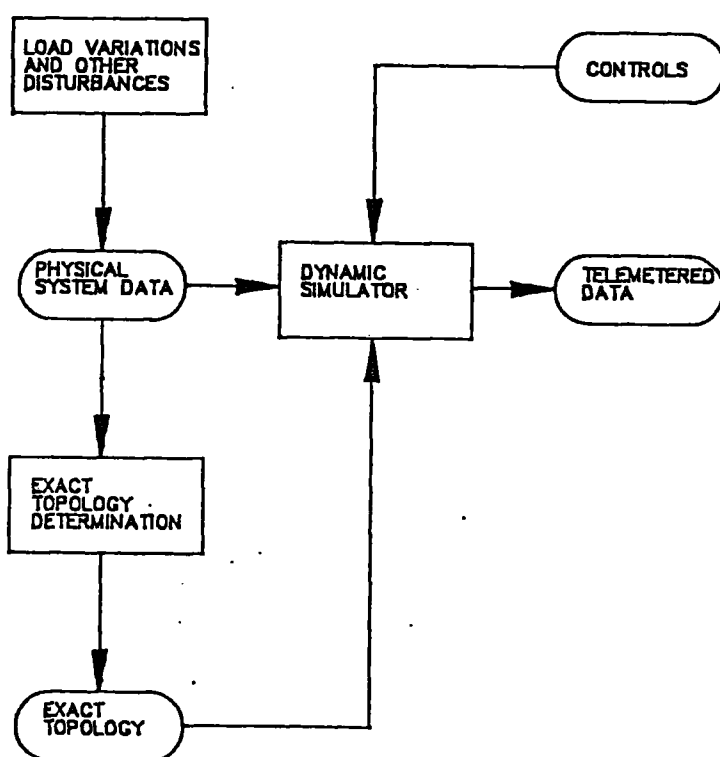 LOAD VARIATIONS
AND OTHER
DISTURBANCES
CONTROLS
PHYSICAL
SYSTEM DATA
DYNAMIC
SIMULATOR
TELEMETERED
DATA
EXACT
TOPOLOGY
DETERMINATION
EXACT
TOPOLOGY